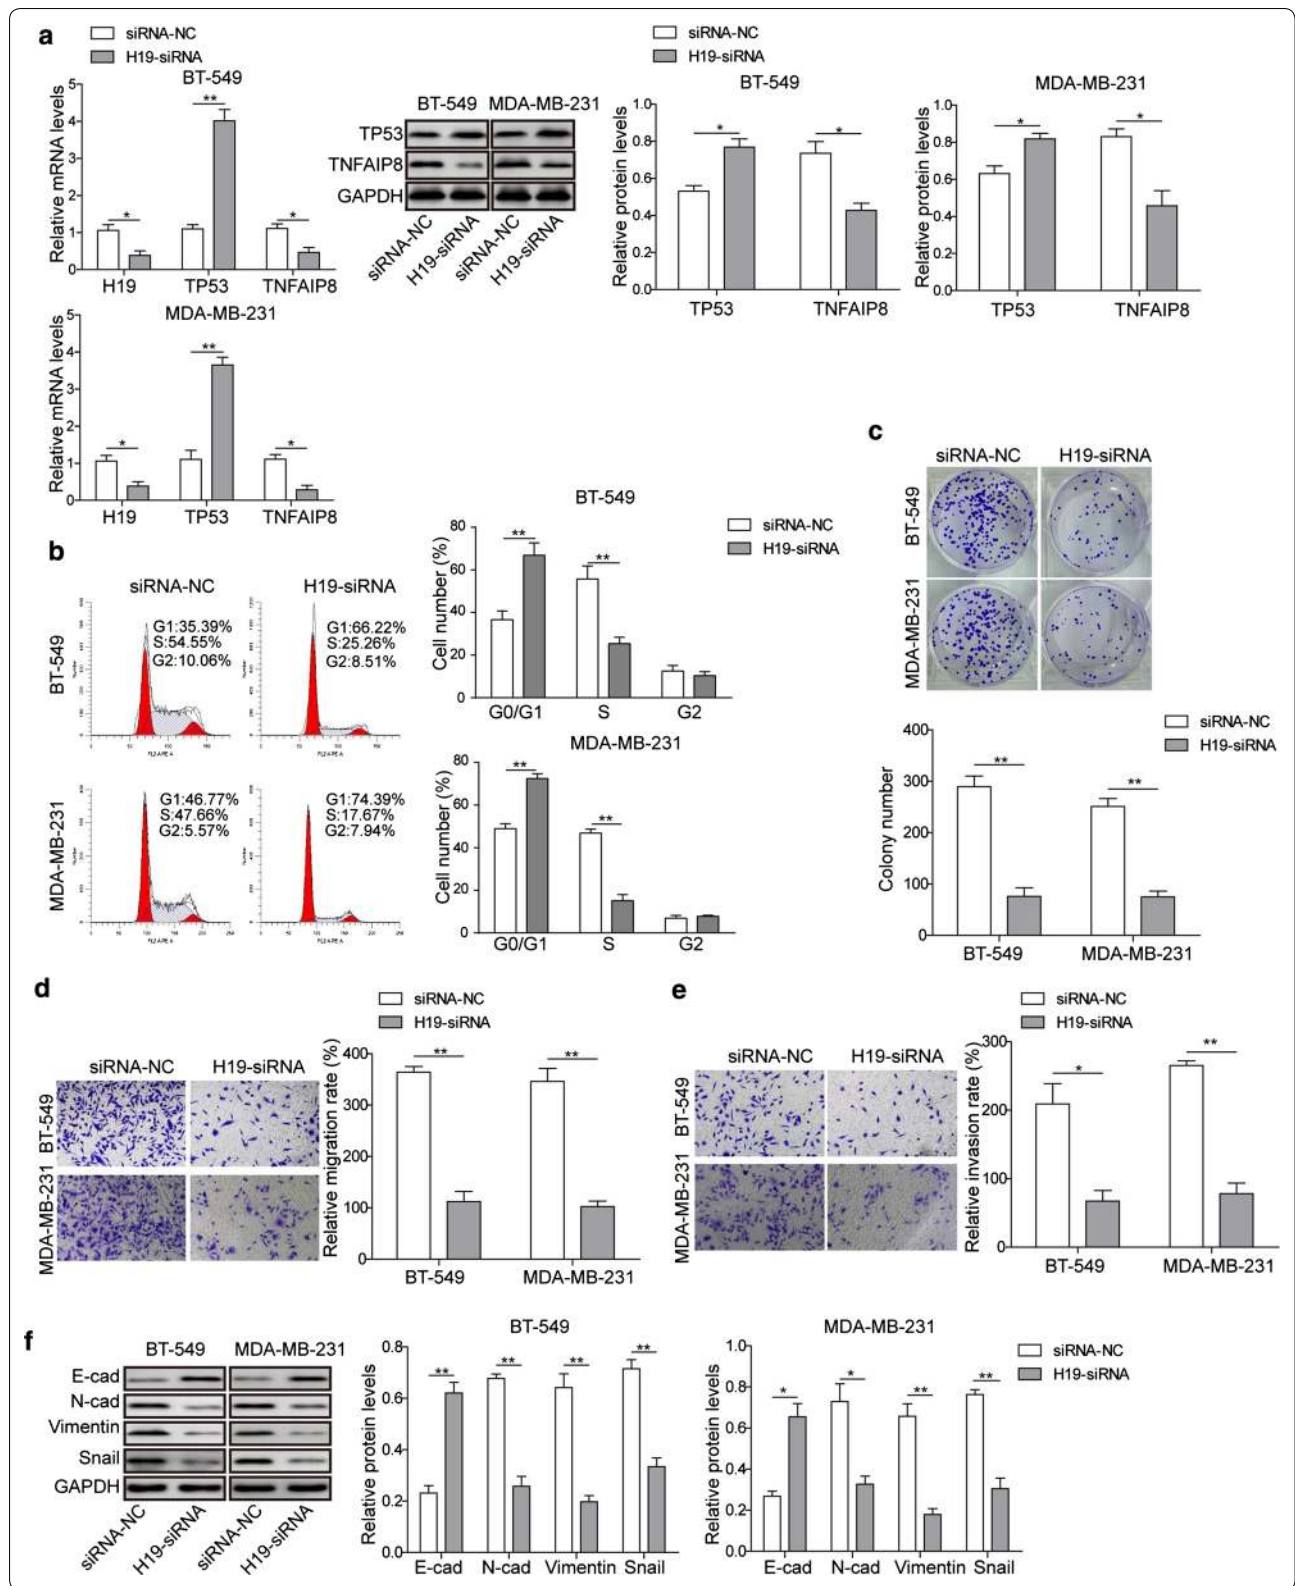 a
siRNA-NC
H19-siRNA
BT-549
Relative mRNA levels
5
4
3
2
1
0
**
*
*
H19 TP53 TNFAIP8
MDA-MB-231
Relative mRNA levels
5
4
3
2
1
0
**
*
*
H19 TP53 TNFAIP8
BT-549 MDA-MB-231
TP53
TNFAIP8
GAPDH
siRNA-NC
H19-siRNA
siRNA-NC
H19-siRNA
siRNA-NC
H19-siRNA
BT-549
Relative protein levels
1.0
0.8
0.6
0.4
0.2
0.0
*
*
TP53 TNFAIP8
MDA-MB-231
Relative protein levels
1.0
0.8
0.6
0.4
0.2
0.0
*
*
TP53 TNFAIP8
b
siRNA-NC H19-siRNA
BT-549
G1:35.39%
S:54.55%
G2:10.06%
G1:66.22%
S:25.26%
G2:8.51%
MDA-MB-231
G1:46.77%
S:47.66%
G2:5.57%
G1:74.39%
S:17.67%
G2:7.94%
BT-549
siRNA-NC
H19-siRNA
Cell number (%)
80
60
40
20
0
**
**
G0/G1 S G2
MDA-MB-231
Cell number (%)
80
60
40
20
0
**
**
G0/G1 S G2
c
siRNA-NC H19-siRNA
BT-549
MDA-MB-231
siRNA-NC
H19-siRNA
Colony number
400
300
200
100
0
**
**
BT-549 MDA-MB-231
d
siRNA-NC H19-siRNA
BT-549
MDA-MB-231
siRNA-NC
H19-siRNA
Relative migration rate (%)
400
300
200
100
0
**
**
BT-549 MDA-MB-231
e
siRNA-NC H19-siRNA
BT-549
MDA-MB-231
siRNA-NC
H19-siRNA
Relative invasion rate (%)
300
200
100
0
*
**
BT-549 MDA-MB-231
f
BT-549 MDA-MB-231
E-cad
N-cad
Vimentin
Snail
GAPDH
siRNA-NC
H19-siRNA
siRNA-NC
H19-siRNA
BT-549
Relative protein levels
0.8
0.6
0.4
0.2
0.0
**
**
**
**
E-cad N-cad Vimentin Snail
MDA-MB-231
siRNA-NC
H19-siRNA
Relative protein levels
1.0
0.8
0.6
0.4
0.2
0.0
*
*
**
**
E-cad N-cad Vimentin Snail